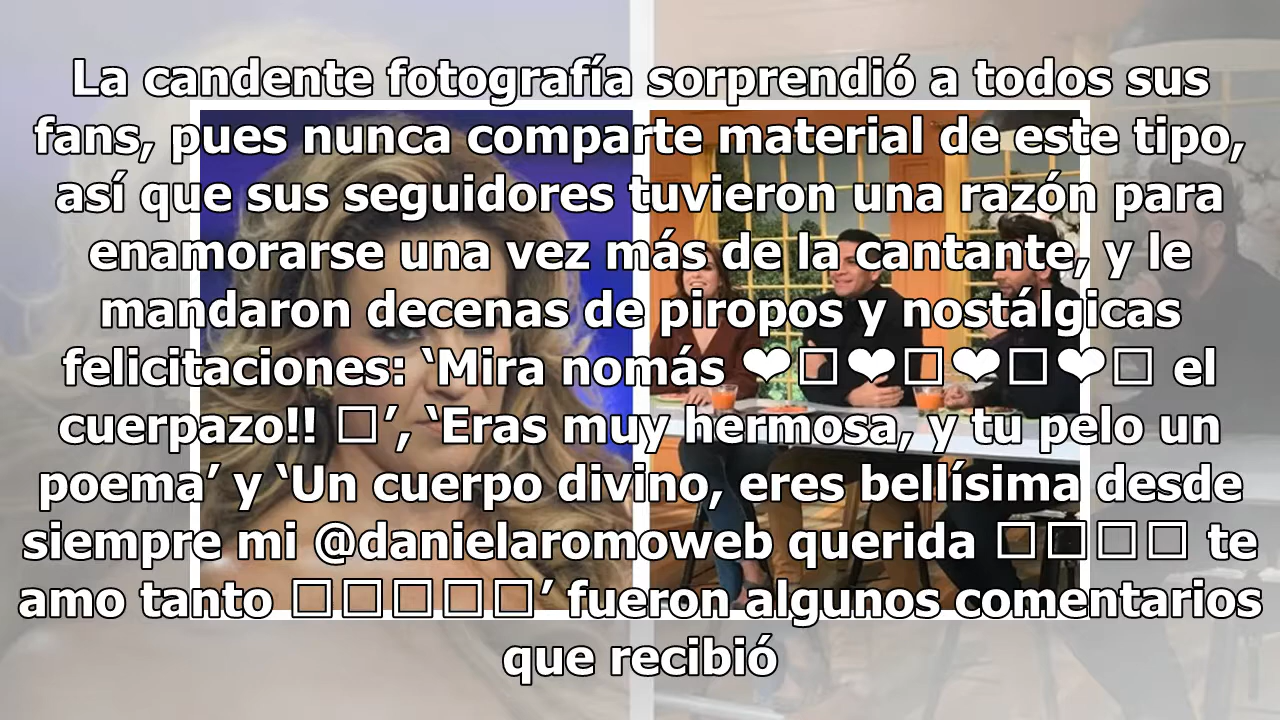 La candente fotografía sorprendió a todos sus
fans, pues nunca comparte material de este tipo,
así que sus seguidores tuvieron una razón para
enamorarse una vez más de la cantante, y le
mandaron decenas de piropos y nostálgicas
felicitaciones: ‘Mira nomás ❤□❤□❤□❤□ el
cuerpazo!! □’, ‘Eras muy hermosa, y tu pelo un
poema’ y ‘Un cuerpo divino, eres bellísima desde
siempre mi @danielaromoweb querida □□□□ te
amo tanto □□□□□’ fueron algunos comentarios
que recibió